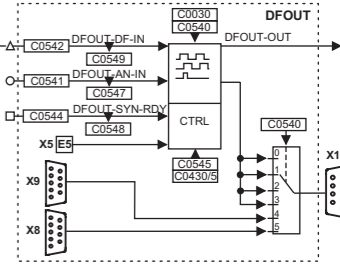 C0030
DFOUT
C0540
C0542
DFOUT-DF-IN
DFOUT-OUT
C0549
C0541
DFOUT-AN-IN
C0547
C0544
DFOUT-SYN-RDY
CTRL
C0548
C0540
X5
E5
C0545
C0430/5
X9
0
1
2
3
4
5
X1
X8